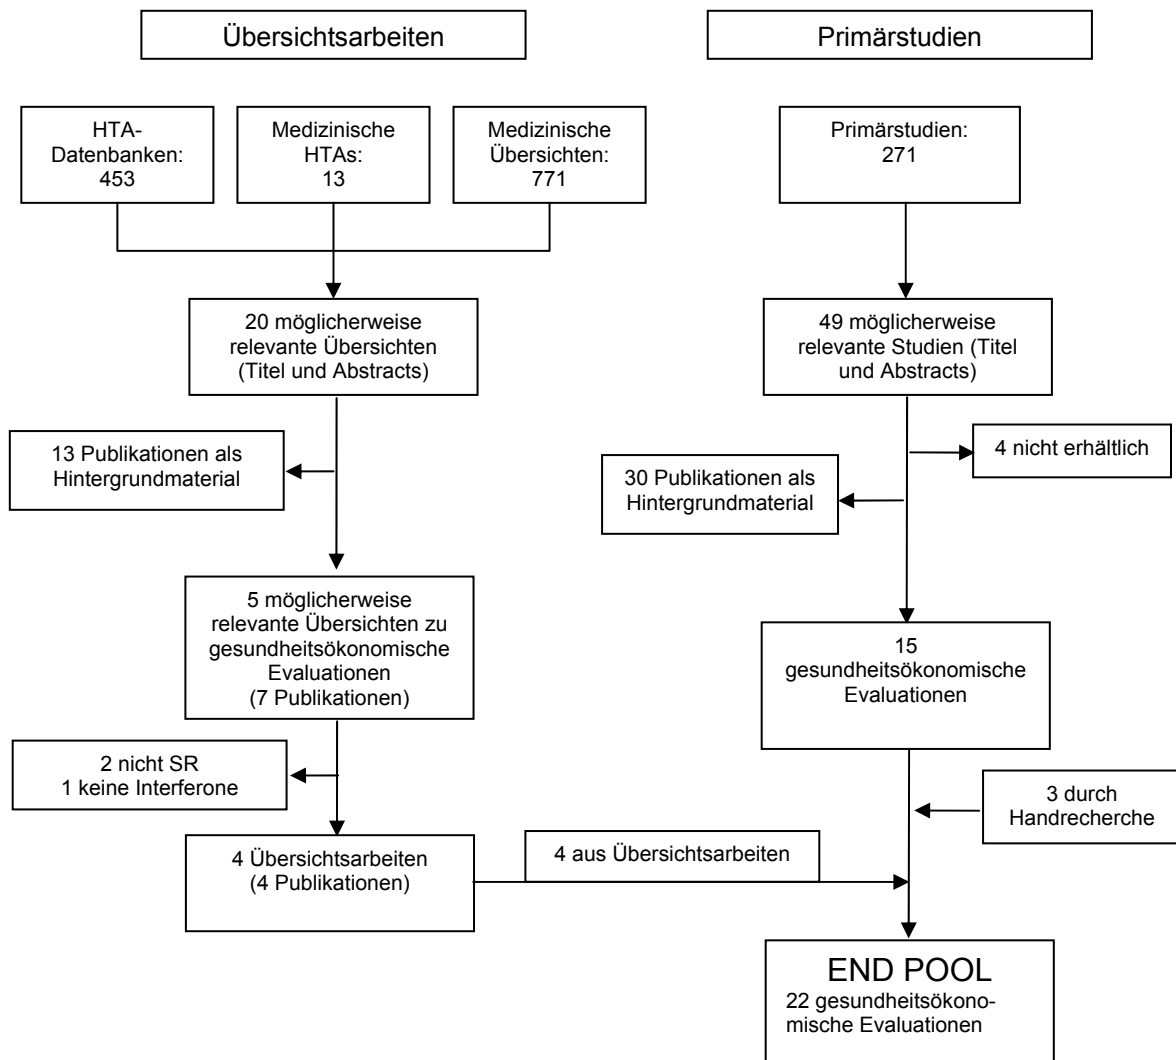 Übersichtsarbeiten
Primärstudien
HTA-
Datenbanken:
453
Medizinische
HTAs:
13
Medizinische
Übersichten:
771
Primärstudien:
271
20 möglicherweise
relevante Übersichten
(Titel und Abstracts)
49 möglicherweise
relevante Studien (Titel
und Abstracts)
13 Publikationen als
Hintergrundmaterial
4 nicht erhältlich
30 Publikationen als
Hintergrundmaterial
5 möglicherweise
relevante Übersichten zu
gesundheitsökonomische
Evaluationen
(7 Publikationen)
15
gesundheitsökonomische
Evaluationen
2 nicht SR
1 keine Interferone
3 durch
Handrecherche
4 Übersichtsarbeiten
(4 Publikationen)
4 aus Übersichtsarbeiten
END POOL
22 gesundheitsökono-
mische Evaluationen